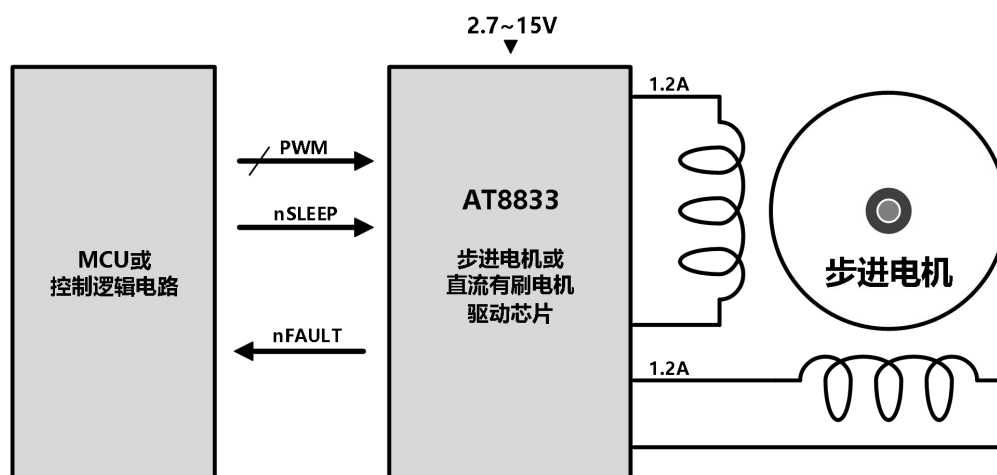 2.7~15V
MCU或
控制逻辑电路
PWM
nSLEEP
nFAULT
AT8833
步进电机或
直流有刷电机
驱动芯片
1.2A
1.2A
步进电机